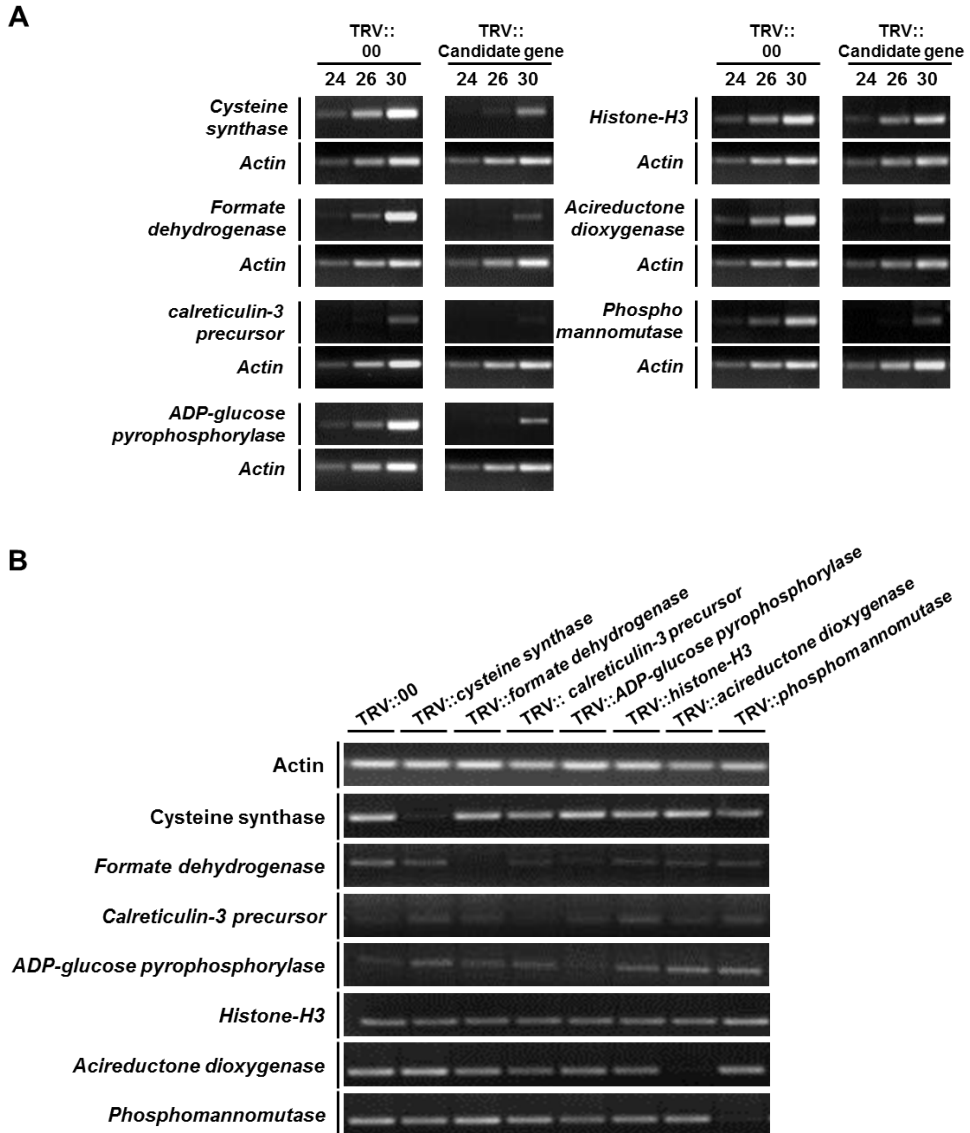 A
TRV::
00
TRV::
Candidate gene
24 26 30
24 26 30
Cysteine
synthase
Actin
Formate
dehydrogenase
Actin
calreticulin-3
precursor
Actin
ADP-glucose
pyrophosphorylase
Actin
TRV::
00
TRV::
Candidate gene
24 26 30
24 26 30
Histone-H3
Actin
Acireductone
dioxygenase
Actin
Phospho
mannomutase
Actin
B
TRV::00
TRV::cysteine synthase
TRV::formate dehydrogenase
TRV:: calreticulin-3 precursor
TRV::ADP-glucose pyrophosphorylase
TRV::histone-H3
TRV::acireductone dioxygenase
TRV::phosphomannomutase
Actin
Cysteine synthase
Formate dehydrogenase
Calreticulin-3 precursor
ADP-glucose pyrophosphorylase
Histone-H3
Acireductone dioxygenase
Phosphomannomutase